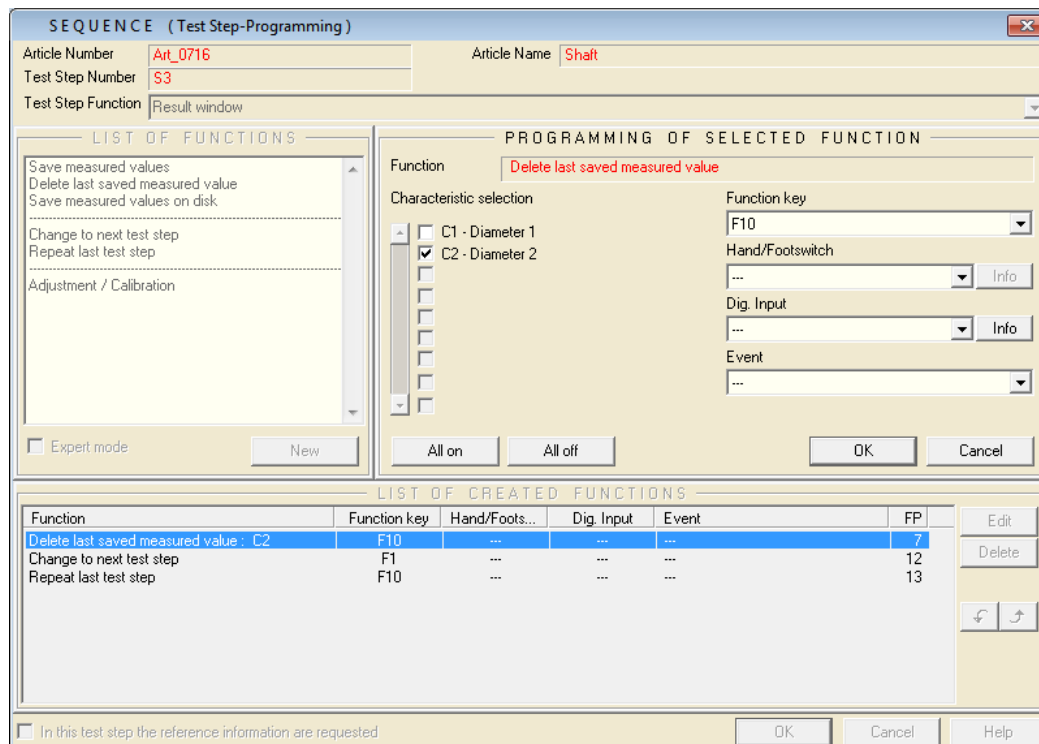 SEQUENCE ( Test Step-Programming )
Article Number Art_0716 Article Name Shaft
Test Step Number S3
Test Step Function Result window
LIST OF FUNCTIONS
Save measured values
Delete last saved measured value
Save measured values on disk
Change to next test step
Repeat last test step
Adjustment / Calibration
Expert mode New
PROGRAMMING OF SELECTED FUNCTION
Function Delete last saved measured value
Characteristic selection
C1 - Diameter 1
C2 - Diameter 2
Function key
F10
Hand/Footswitch
--- Info
Dig. Input
--- Info
Event
---
All on All off OK Cancel
LIST OF CREATED FUNCTIONS
Function Function key Hand/Foots... Dig. Input Event FP
Delete last saved measured value : C2 F10 --- --- --- 7
Change to next test step F1 --- --- --- 12
Repeat last test step F10 --- --- --- 13
Edit
Delete
In this test step the reference information are requested OK Cancel Help